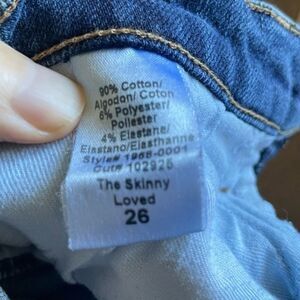 90% Cotton/
Algodon/ Coton
6% Polyester/
Poliester
4% Elastane/
Elastano/Elasthanne
Style# 1965-0001
Cut# 102925
The Skinny
Loved
26